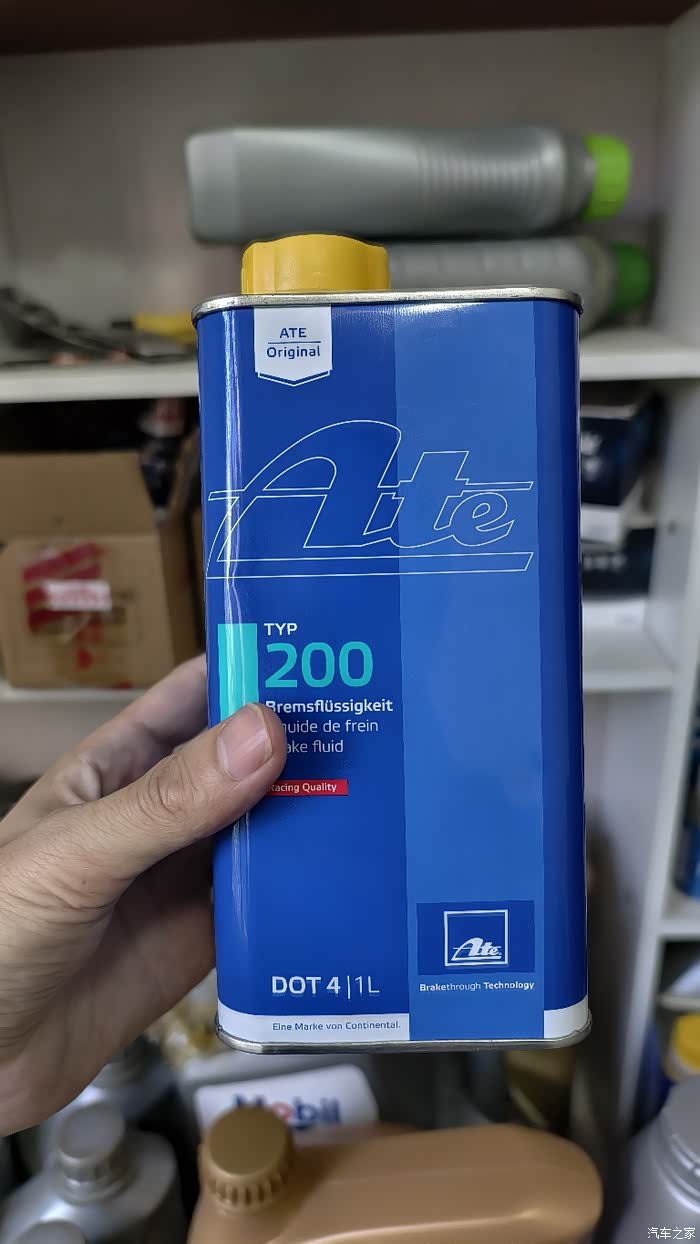 ATE
Original
Ate
TYP
200
Bremsflüssigkeit
quide de frein
ake fluid
Racing Quality
Ate
Brakethrough Technology
DOT 4 | 1L
Eine Marke von Continental.
Mobil
汽车之家